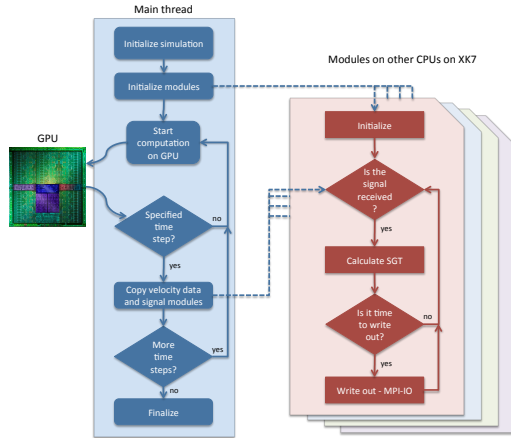 Main thread
Initialize simulation
Modules on other CPUs on XK7
Initialize modules
GPU
Start
computation
on GPU
Initialize
Is the
signal
received
?
Specified
time
step?
no
yes
yes
Calculate SGT
Copy velocity data
and signal modules
Is it time
to write
out?
no
More
time
steps?
yes
yes
no
Write out - MPI-IO
Finalize